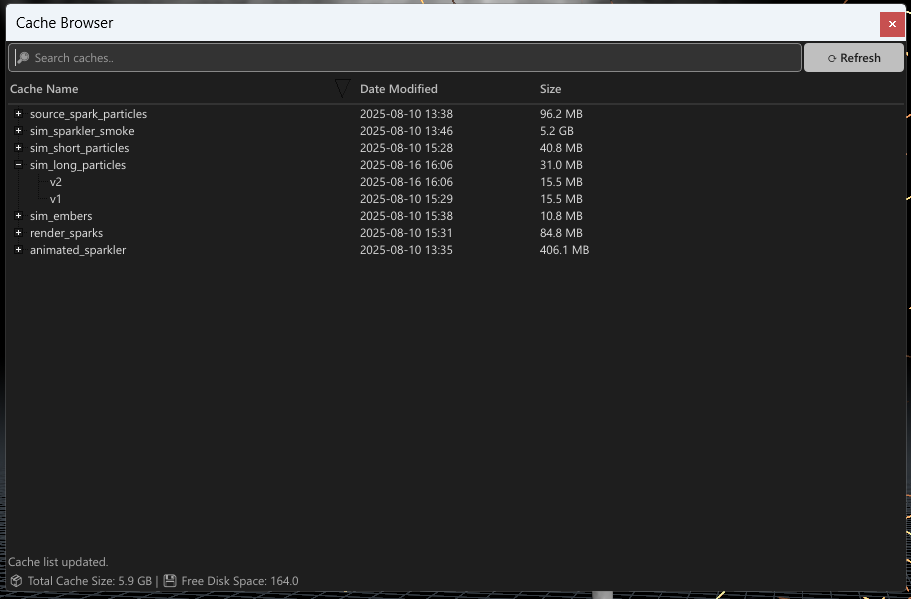 Cache Browser
Search caches..
Refresh
Cache Name Date Modified Size
source_spark_particles 2025-08-10 13:38 96.2 MB
sim_sparkler_smoke 2025-08-10 13:46 5.2 GB
sim_short_particles 2025-08-10 15:28 40.8 MB
sim_long_particles 2025-08-16 16:06 31.0 MB
v2 2025-08-16 16:06 15.5 MB
v1 2025-08-10 15:29 15.5 MB
sim_embers 2025-08-10 15:38 10.8 MB
render_sparks 2025-08-10 15:31 84.8 MB
animated_sparkler 2025-08-10 13:35 406.1 MB
Cache list updated.
Total Cache Size: 5.9 GB | Free Disk Space: 164.0